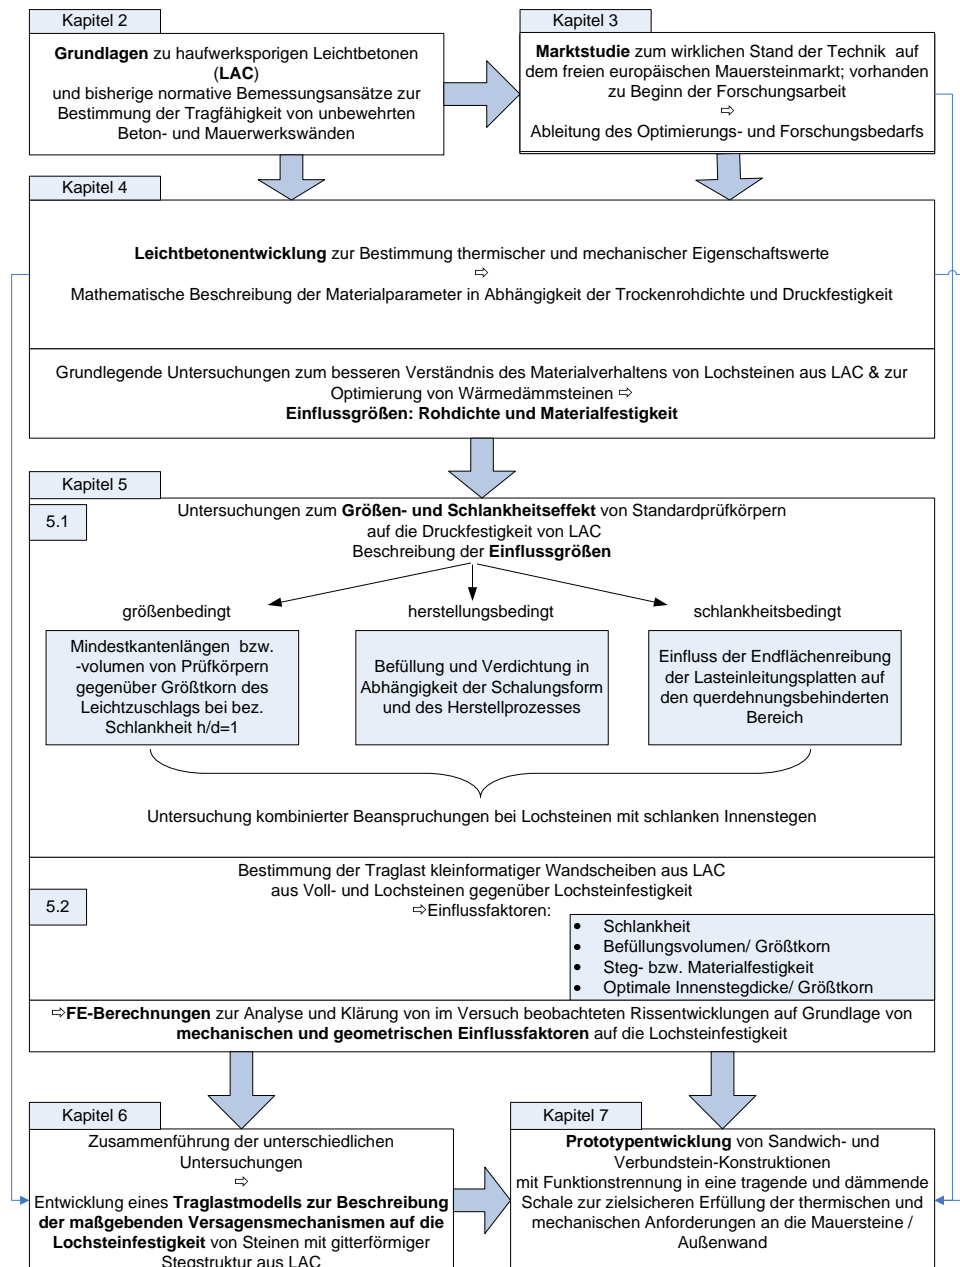 Kapitel 2
Grundlagen zu haufwerksporigen Leichtbetonen
(LAC)
und bisherige normative Bemessungsansätze zur
Bestimmung der Tragfähigkeit von unbewehrten
Beton- und Mauerwerkswänden
Kapitel 3
Marktstudie zum wirklichen Stand der Technik auf
dem freien europäischen Mauersteinmarkt; vorhanden
zu Beginn der Forschungsarbeit
⇨
Ableitung des Optimierungs- und Forschungsbedarfs
Kapitel 4
Leichtbetonentwicklung zur Bestimmung thermischer und mechanischer Eigenschaftswerte
⇨
Mathematische Beschreibung der Materialparameter in Abhängigkeit der Trockenrohdichte und Druckfestigkeit
Grundlegende Untersuchungen zum besseren Verständnis des Materialverhaltens von Lochsteinen aus LAC & zur
Optimierung von Wärmedämmsteinen ⇨
Einflussgrößen: Rohdichte und Materialfestigkeit
Kapitel 5
5.1
Untersuchungen zum Größen- und Schlankheitseffekt von Standardprüfkörpern
auf die Druckfestigkeit von LAC
Beschreibung der Einflussgrößen
größenbedingt
Mindestkantenlängen bzw.
-volumen von Prüfkörpern
gegenüber Größtkorn des
Leichtzuschlags bei bez.
Schlankheit h/d=1
herstellungsbedingt
Befüllung und Verdichtung in
Abhängigkeit der Schalungsform
und des Herstellprozesses
schlankheitsbedingt
Einfluss der Endflächenreibung
der Lasteinleitungsplatten auf
den querdehnungsbehinderten
Bereich
Untersuchung kombinierter Beanspruchungen bei Lochsteinen mit schlanken Innenstegen
5.2
Bestimmung der Traglast kleinformatiger Wandscheiben aus LAC
aus Voll- und Lochsteinen gegenüber Lochsteinfestigkeit
⇨Einflussfaktoren:
• Schlankheit
• Befüllungsvolumen/ Größtkorn
• Steg- bzw. Materialfestigkeit
• Optimale Innenstegdicke/ Größtkorn
⇨FE-Berechnungen zur Analyse und Klärung von im Versuch beobachteten Rissentwicklungen auf Grundlage von
mechanischen und geometrischen Einflussfaktoren auf die Lochsteinfestigkeit
Kapitel 6
Zusammenführung der unterschiedlichen
Untersuchungen
⇨
Entwicklung eines Traglastmodells zur Beschreibung
der maßgebenden Versagensmechanismen auf die
Lochsteinfestigkeit von Steinen mit gitterförmiger
Stegstruktur aus LAC
Kapitel 7
Prototypentwicklung von Sandwich- und
Verbundstein-Konstruktionen
mit Funktionstrennung in eine tragende und dämmende
Schale zur zielsicheren Erfüllung der thermischen und
mechanischen Anforderungen an die Mauersteine /
Außenwand